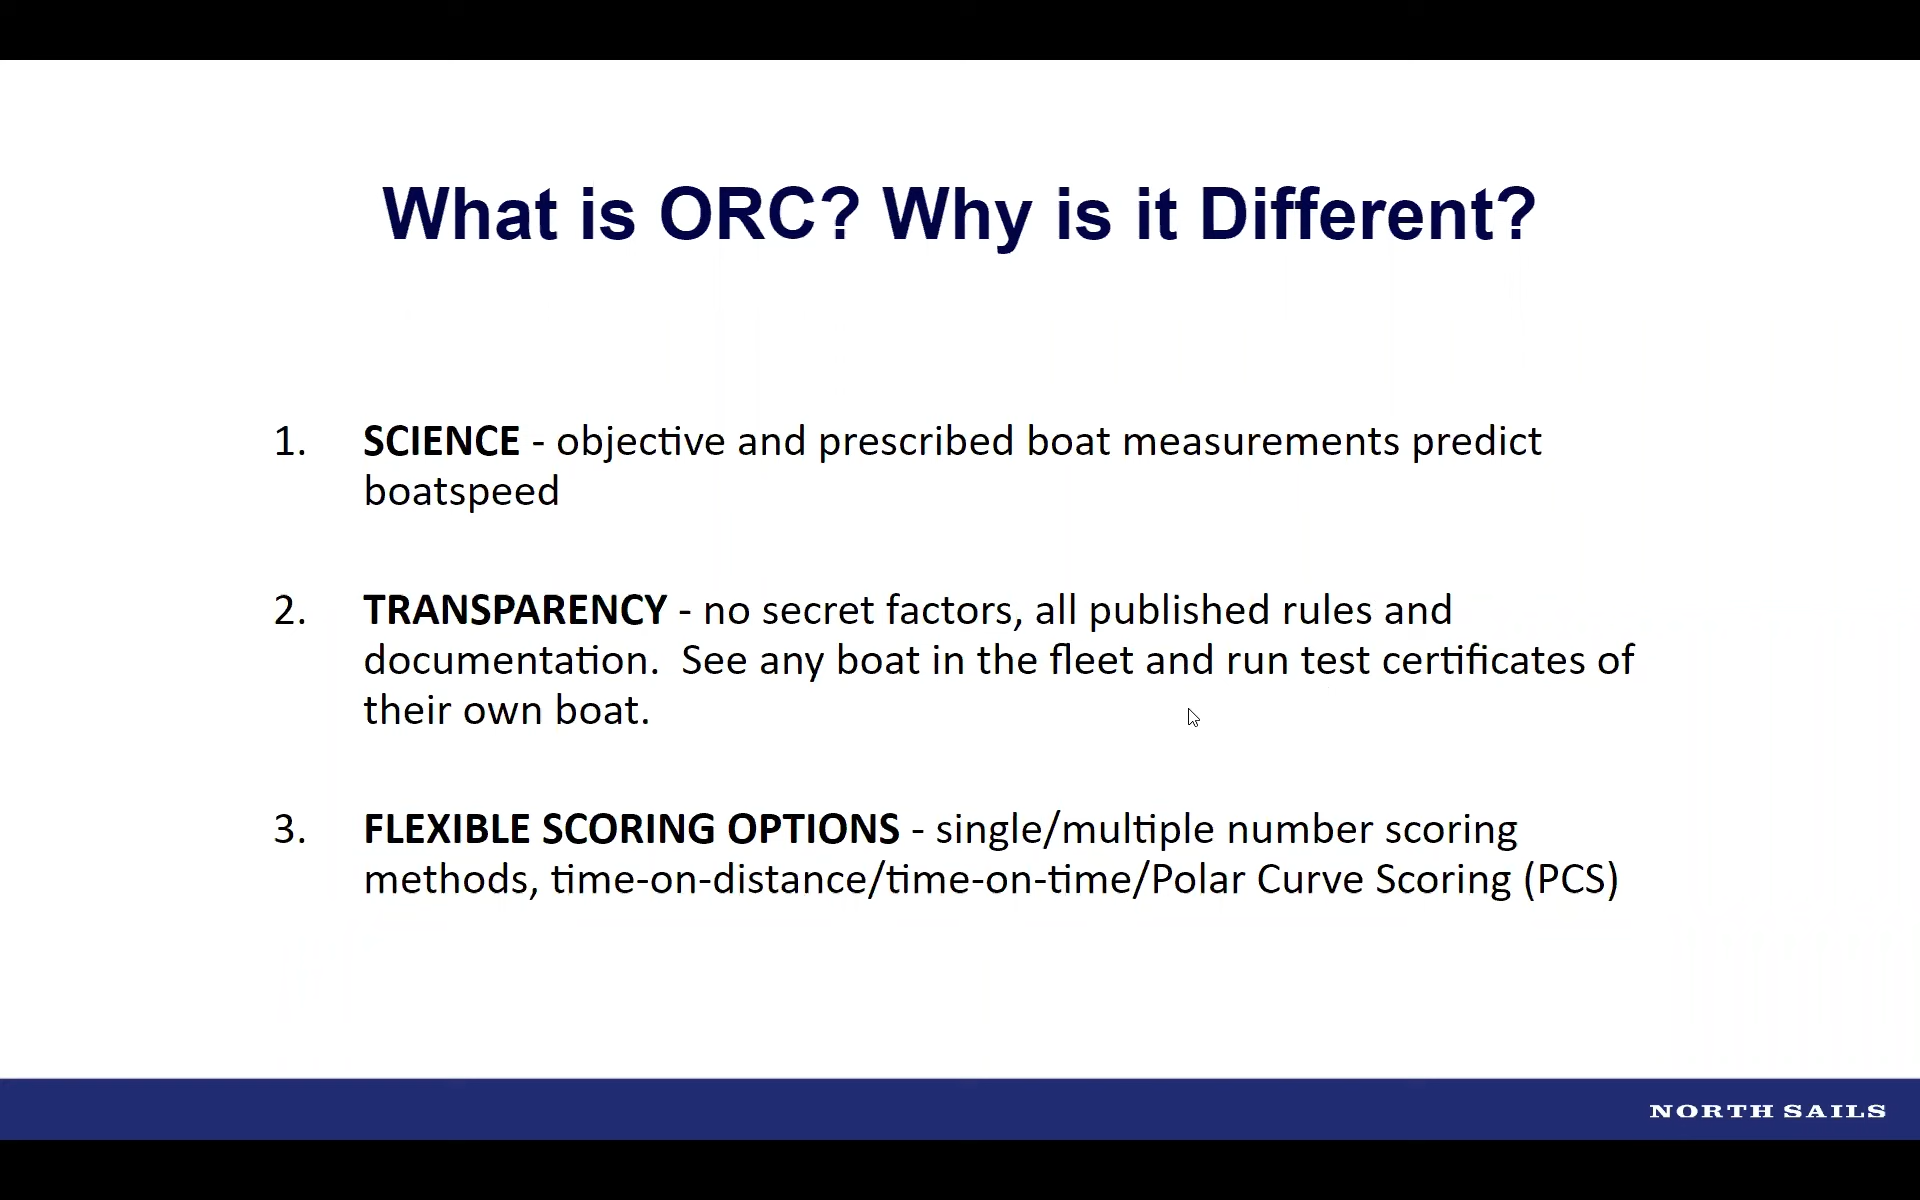 What is ORC? Why is it Different?
1. SCIENCE - objective and prescribed boat measurements predict
boatspeed
2. TRANSPARENCY - no secret factors, all published rules and
documentation.  See any boat in the fleet and run test certificates of
their own boat.
3. FLEXIBLE SCORING OPTIONS - single/multiple number scoring
methods, time-on-distance/time-on-time/Polar Curve Scoring (PCS)
NORTH SAILS